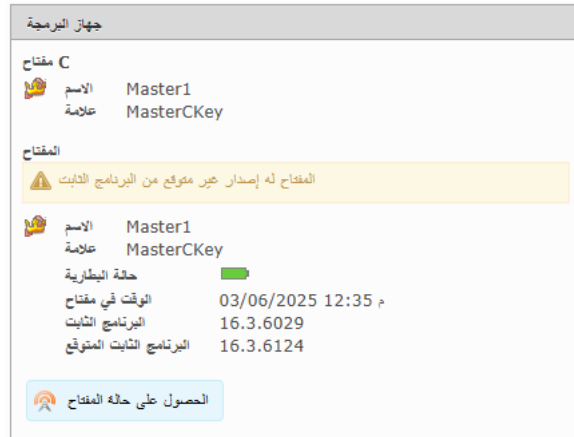 جهاز البرمجة
مفتاح C
الاسم Master1
علامة MasterCKey
المفتاح
المفتاح له إصدار غير متوقع من البرنامج الثابت
الاسم Master1
علامة MasterCKey
حالة البطارية
الوقت في مفتاح 03/06/2025 12:35 م
البرنامج الثابت 16.3.6029
البرنامج الثابت المتوقع 16.3.6124
الحصول على حالة المفتاح